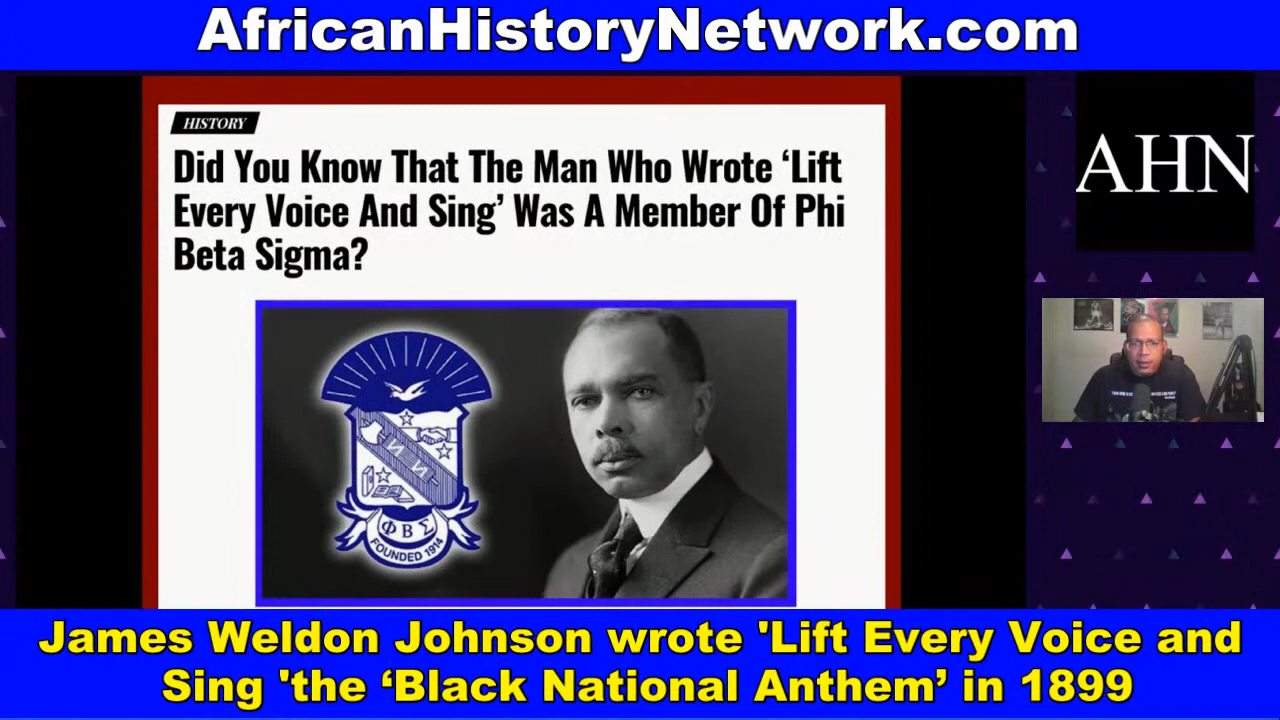 AfricanHistoryNetwork.com
HISTORY
Did You Know That The Man Who Wrote ‘Lift
Every Voice And Sing’ Was A Member Of Phi
Beta Sigma?
ΦΒΣ
FOUNDED 1914
AHN
James Weldon Johnson wrote 'Lift Every Voice and
Sing 'the ‘Black National Anthem’ in 1899